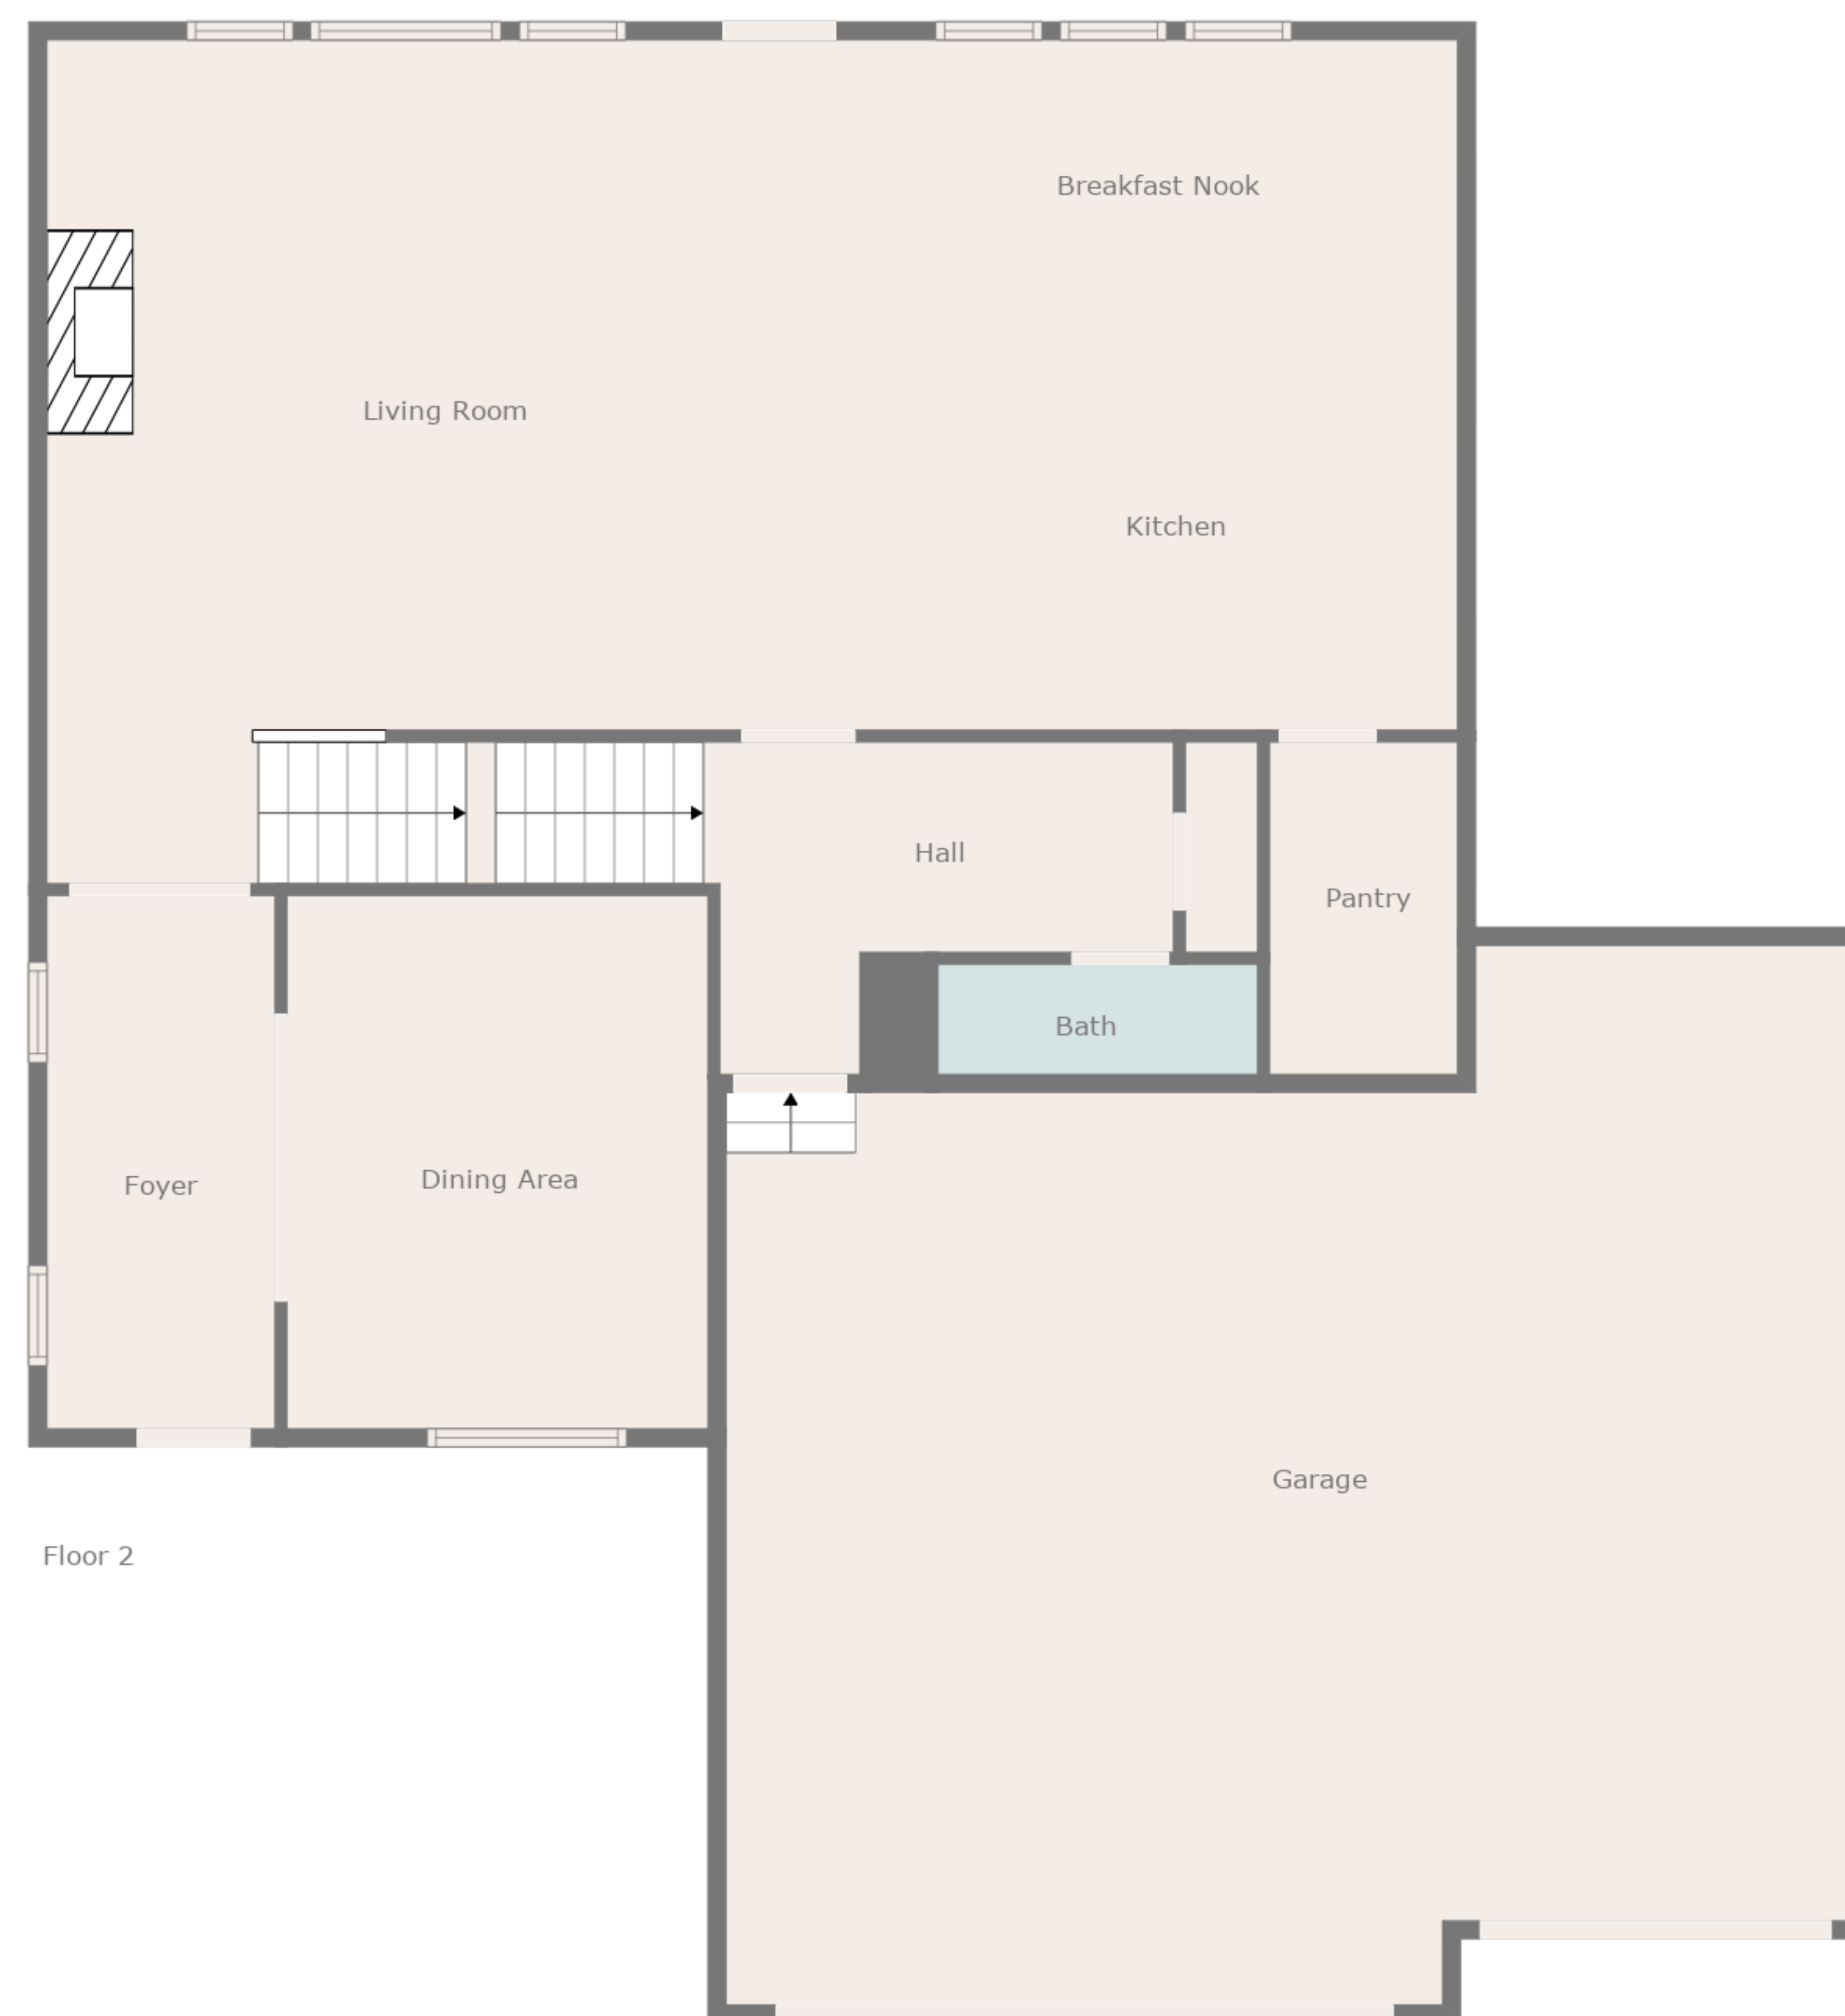 Breakfast Nook
Living Room
Kitchen
Hall
Pantry
Bath
Foyer
Dining Area
Garage
Floor 2